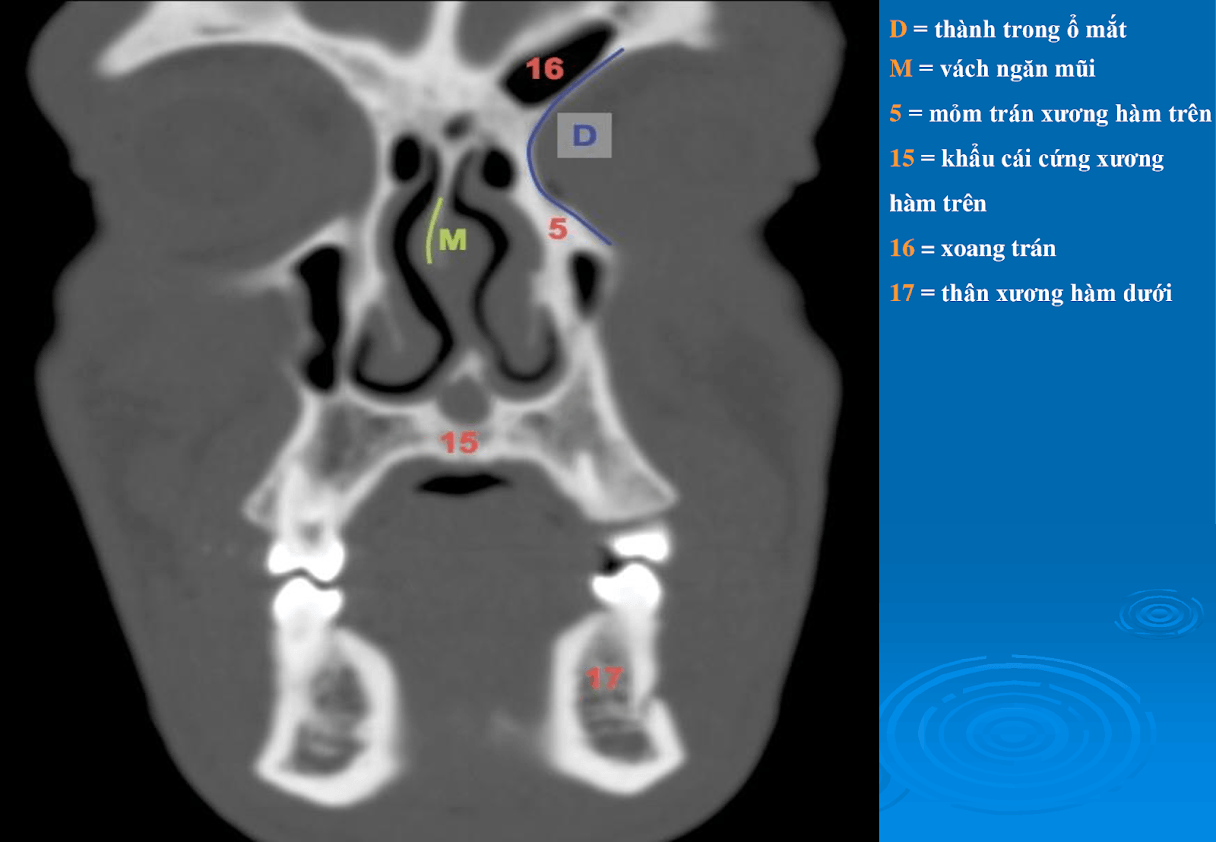 16
D
5
M
15
17
D = thành trong ổ mắt
M = vách ngăn mũi
5 = mỏm trán xương hàm trên
15 = khẩu cái cứng xương
hàm trên
16 = xoang trán
17 = thân xương hàm dưới